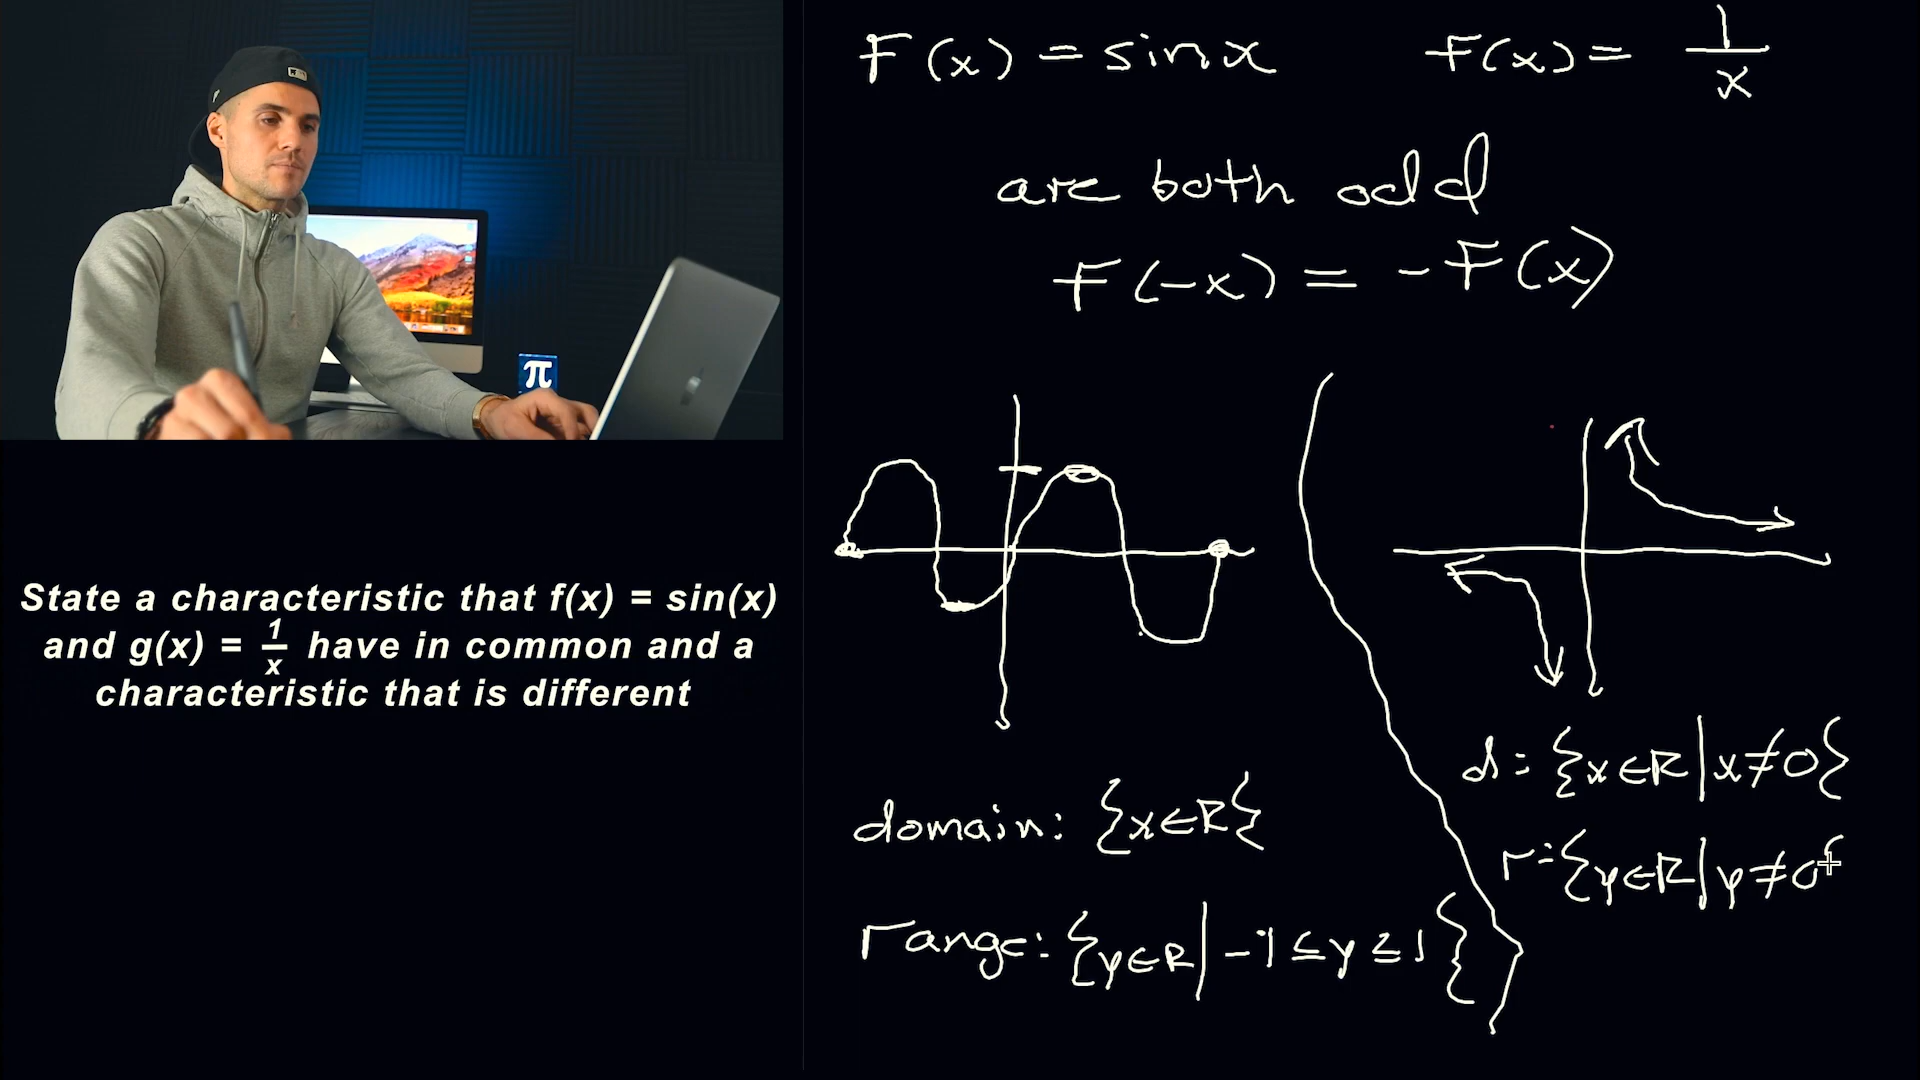 F(x) = sinx
f(x) = 1/x
are both odd
F(-x) = -F(x)
π
State a characteristic that f(x) = sin(x)
and g(x) = 1/x have in common and a
characteristic that is different
domain: {x∈R}
range: {y∈R | -1 ≤ y ≤ 1}
d: {x∈R | x≠0}
r: {y∈R | y≠0}